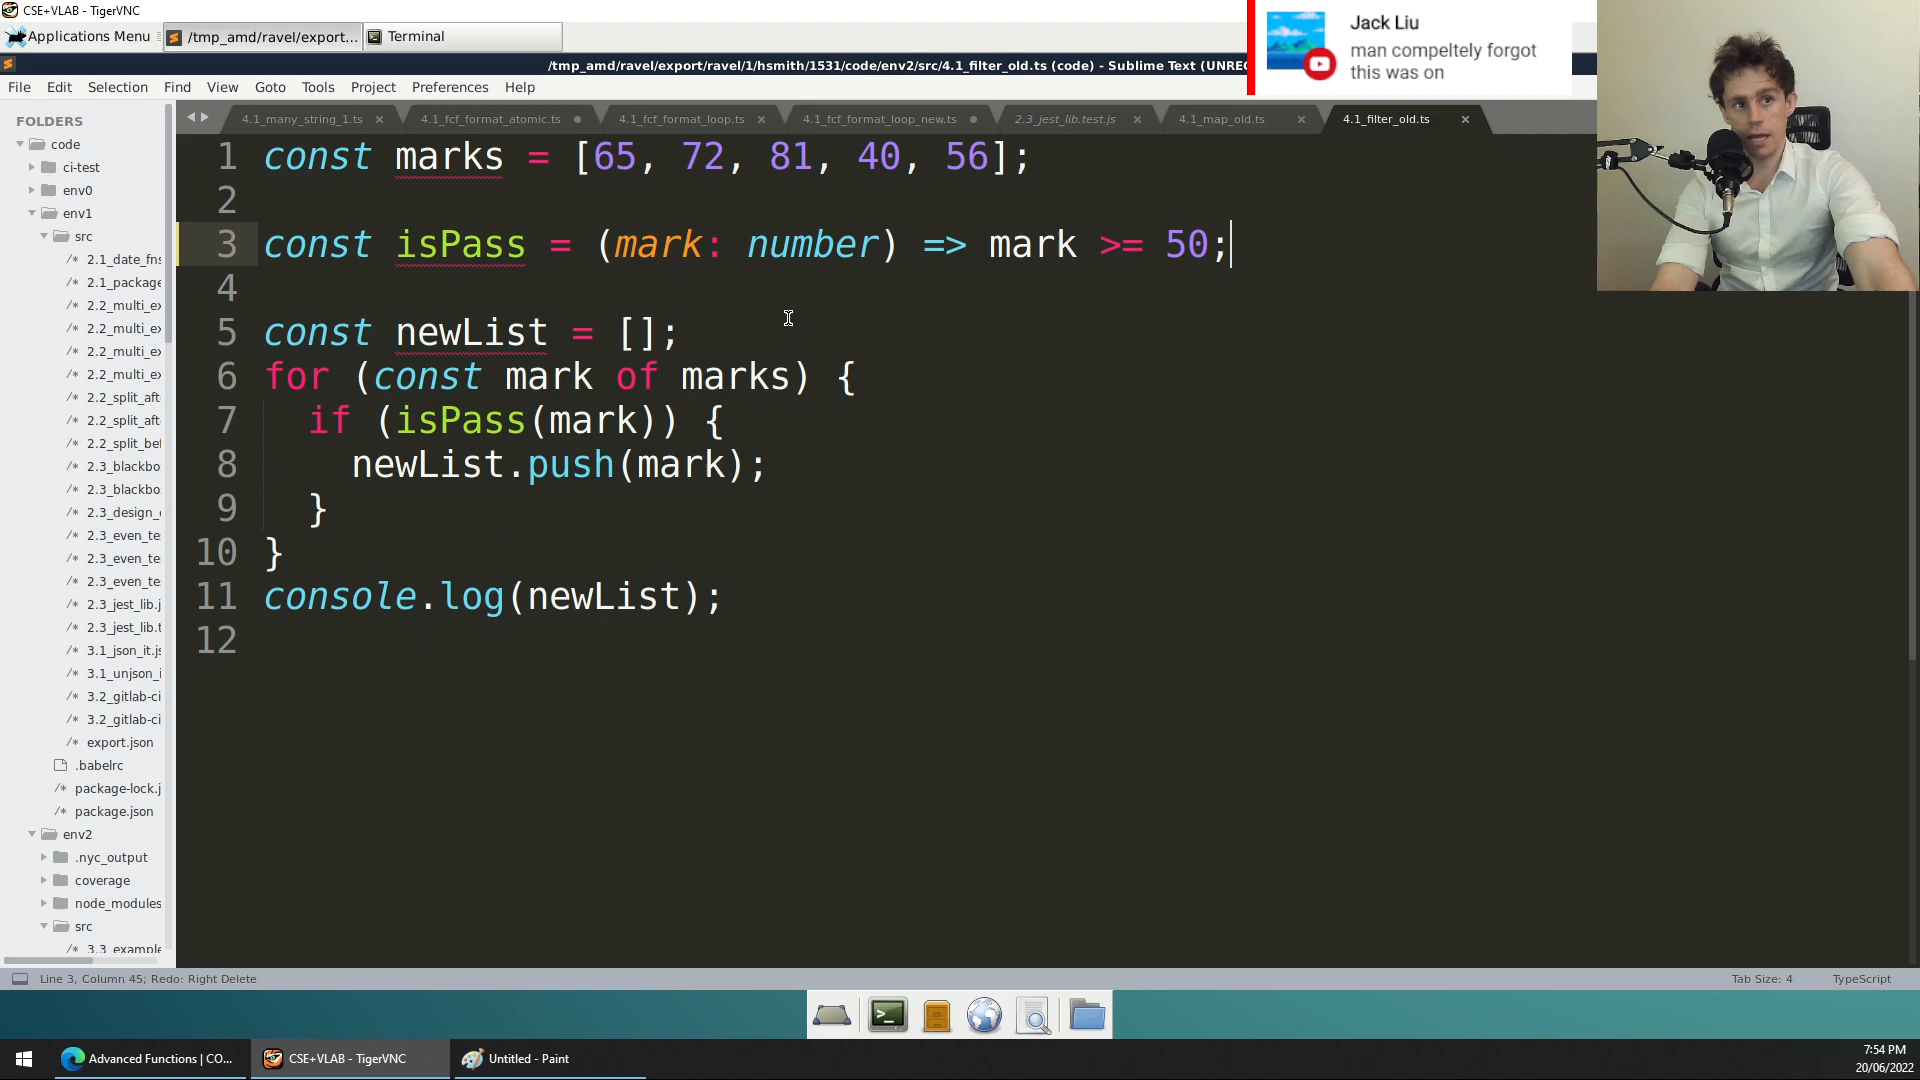 CSE+VLAB - TigerVNC
Applications Menu
/tmp_amd/ravel/export...
Terminal
Jack Liu
man compeltely forgot
this was on
/tmp_amd/ravel/export/ravel/1/hsmith/1531/code/env2/src/4.1_filter_old.ts (code) - Sublime Text (UNREC
File Edit Selection Find View Goto Tools Project Preferences Help
4.1_many_string_1.ts
4.1_fcf_format_atomic.ts
4.1_fcf_format_loop.ts
4.1_fcf_format_loop_new.ts
2.3_jest_lib.test.js
4.1_map_old.ts
4.1_filter_old.ts
FOLDERS
code
ci-test
env0
env1
src
/* 2.1_date_fns
/* 2.1_package
/* 2.2_multi_ex
/* 2.2_multi_ex
/* 2.2_multi_ex
/* 2.2_multi_ex
/* 2.2_split_aft
/* 2.2_split_aft
/* 2.2_split_bef
/* 2.3_blackbo
/* 2.3_blackbo
/* 2.3_design_
/* 2.3_even_te
/* 2.3_even_te
/* 2.3_even_te
/* 2.3_jest_lib.j
/* 2.3_jest_lib.t
/* 3.1_json_it.js
/* 3.1_unjson_i
/* 3.2_gitlab-ci
/* 3.2_gitlab-ci
/* export.json
.babelrc
/* package-lock.j
/* package.json
env2
.nyc_output
coverage
node_modules
src
/* 3.3_example
1 const marks = [65, 72, 81, 40, 56];
2
3 const isPass = (mark: number) => mark >= 50;
4
5 const newList = [];
6 for (const mark of marks) {
7 if (isPass(mark)) {
8 newList.push(mark);
9 }
10 }
11 console.log(newList);
12
Line 3, Column 45; Redo: Right Delete
Tab Size: 4
TypeScript
Advanced Functions | CO...
CSE+VLAB - TigerVNC
Untitled - Paint
7:54 PM
20/06/2022